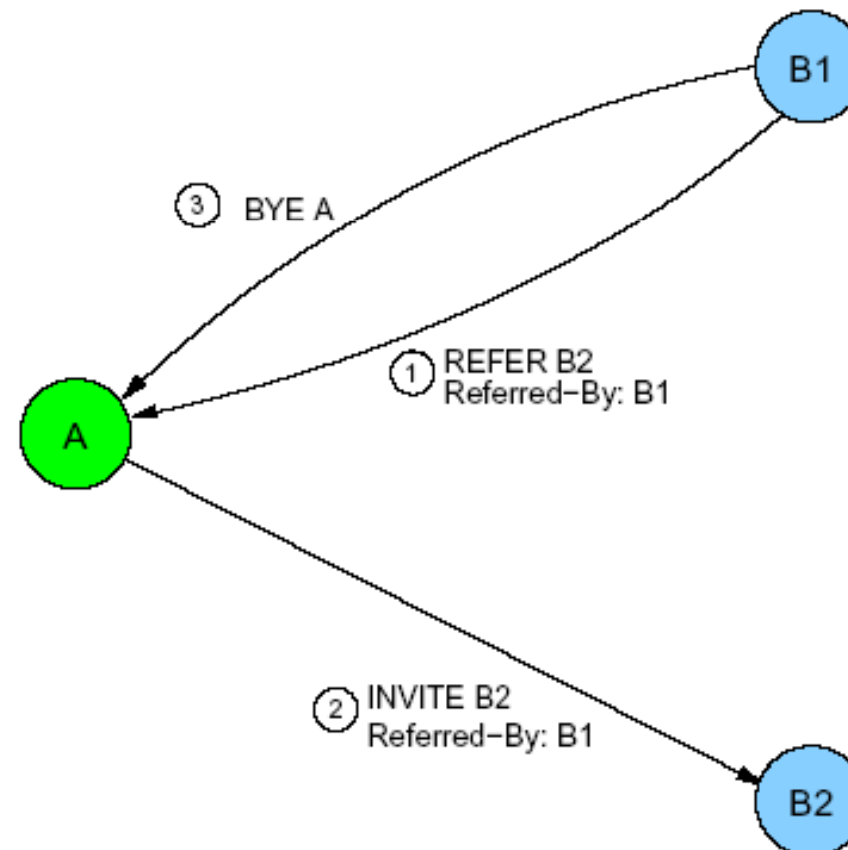 B1
3 BYE A
1 REFER B2
Referred-By: B1
A
2 INVITE B2
Referred-By: B1
B2